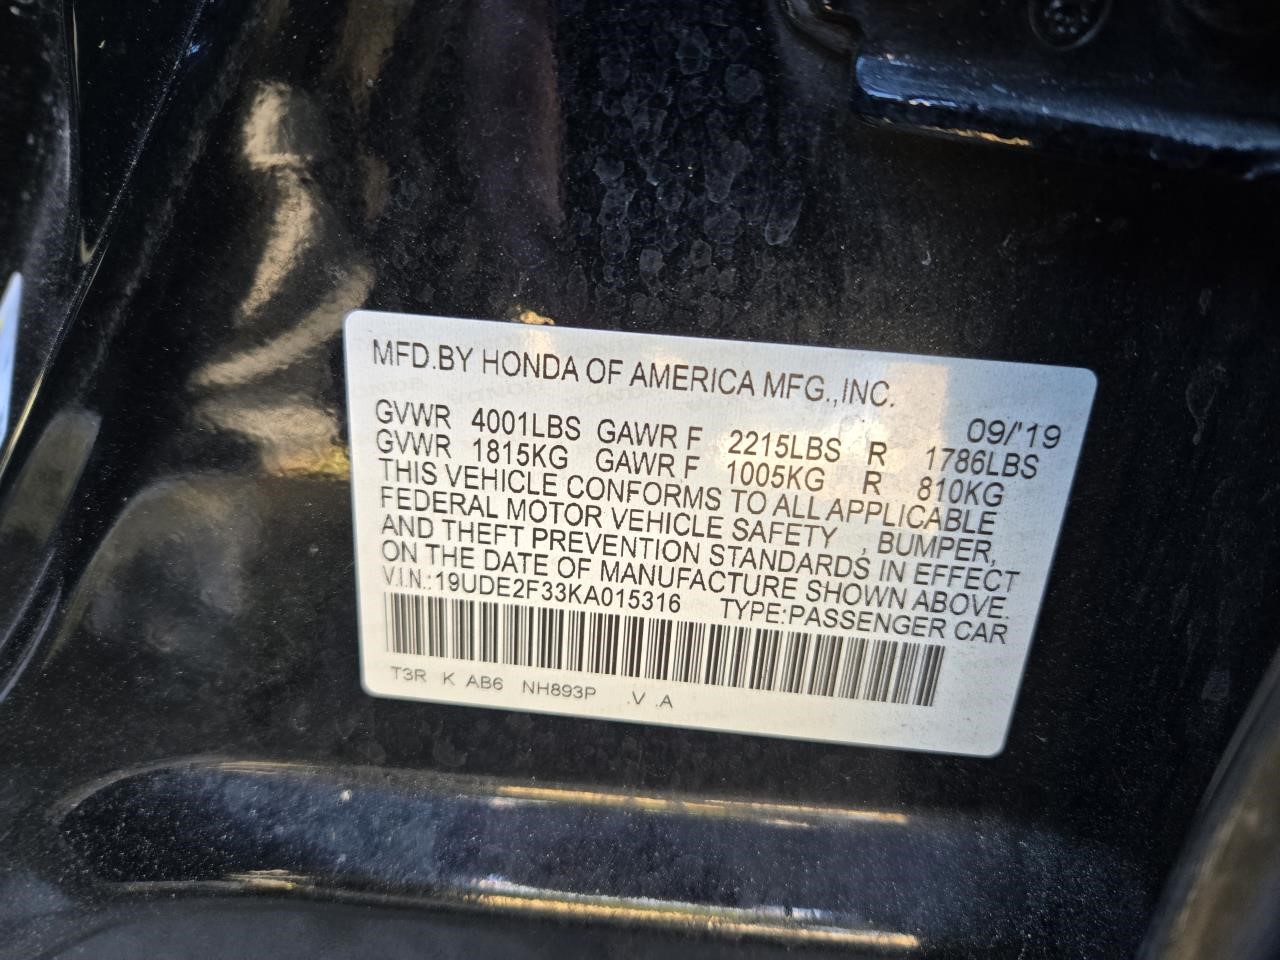 MFD.BY HONDA OF AMERICA MFG.,INC.
09/'19
GVWR 4001LBS GAWR F 2215LBS R 1786LBS
GVWR 1815KG GAWR F 1005KG R 810KG
THIS VEHICLE CONFORMS TO ALL APPLICABLE
FEDERAL MOTOR VEHICLE SAFETY , BUMPER,
AND THEFT PREVENTION STANDARDS IN EFFECT
ON THE DATE OF MANUFACTURE SHOWN ABOVE.
V.I.N.:19UDE2F33KA015316 TYPE:PASSENGER CAR
T3R K AB6 NH893P .V .A